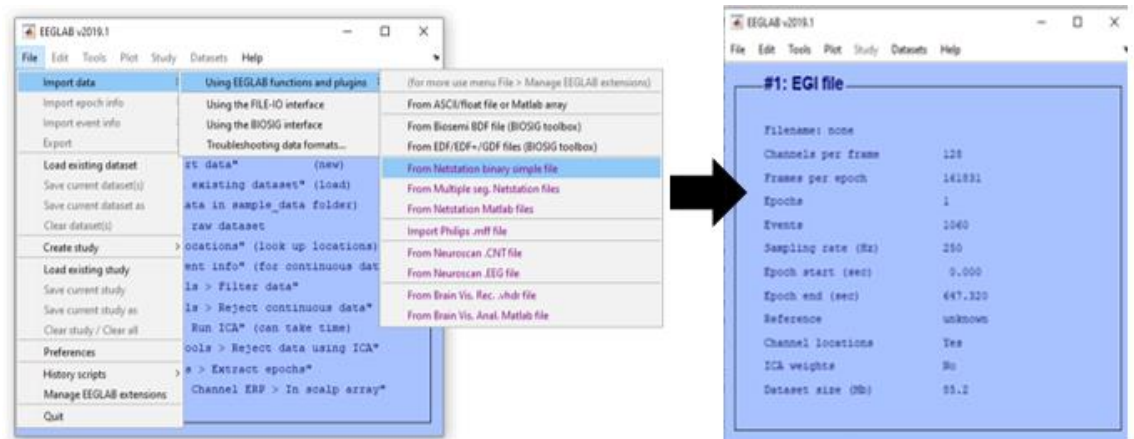 EEGLAB v2019.1
File Edit Tools Plot Study Datasets Help
Import data
Import epoch info
Import event info
Export
Load existing dataset
Save current dataset(s)
Save current dataset as
Clear dataset(s)
Create study
Load existing study
Save current study
Save current study as
Clear study / Clear all
Preferences
History scripts
Manage EEGLAB extensions
Quit
Using EEGLAB functions and plugins
Using the FILE-IO interface
Using the BIOSIG interface
Troubleshooting data formats...
rt data" (new)
existing dataset" (load)
ata in sample_data folder)
raw dataset
ocations" (look up locations)
ent info" (for continuous dat
ls > Filter data"
ls > Reject continuous data"
Run ICA" (can take time)
ools > Reject data using ICA"
s > Extract epochs"
Channel ERP > In scalp array"
(for more use menu File > Manage EEGLAB extensions)
From ASCII/float file or Matlab array
From Biosemi BDF file (BIOSIG toolbox)
From EDF/EDF+/GDF files (BIOSIG toolbox)
From Netstation binary simple file
From Multiple seg. Netstation files
From Netstation Matlab files
Import Philips .mff file
From Neuroscan .CNT file
From Neuroscan .EEG file
From Brain Vis. Rec. .vhdr file
From Brain Vis. Anal. Matlab file
EEGLAB v2019.1
File Edit Tools Plot Study Datasets Help
#1: EGI file
Filename: none
Channels per frame 128
Frames per epoch 161831
Epochs 1
Events 1060
Sampling rate (Hz) 250
Epoch start (sec) 0.000
Epoch end (sec) 647.320
Reference unknown
Channel locations Yes
ICA weights No
Dataset size (Mb) 85.2